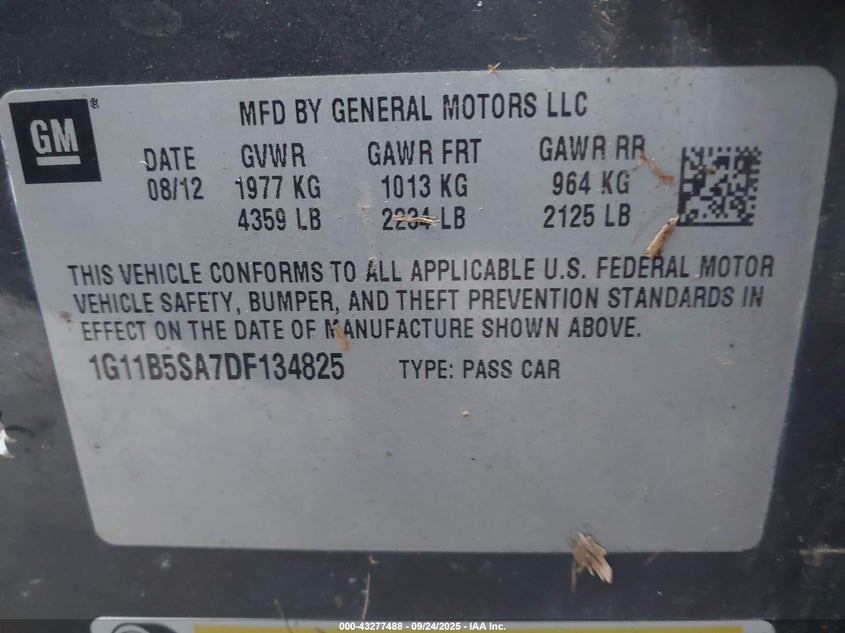 GM
®
MFD BY GENERAL MOTORS LLC
DATE GVWR GAWR FRT GAWR RR
08/12 1977 KG 1013 KG 964 KG
4359 LB 2234 LB 2125 LB
THIS VEHICLE CONFORMS TO ALL APPLICABLE U.S. FEDERAL MOTOR
VEHICLE SAFETY, BUMPER, AND THEFT PREVENTION STANDARDS IN
EFFECT ON THE DATE OF MANUFACTURE SHOWN ABOVE.
1G11B5SA7DF134825 TYPE: PASS CAR
000-43277488 - 09/24/2025 - IAA Inc.